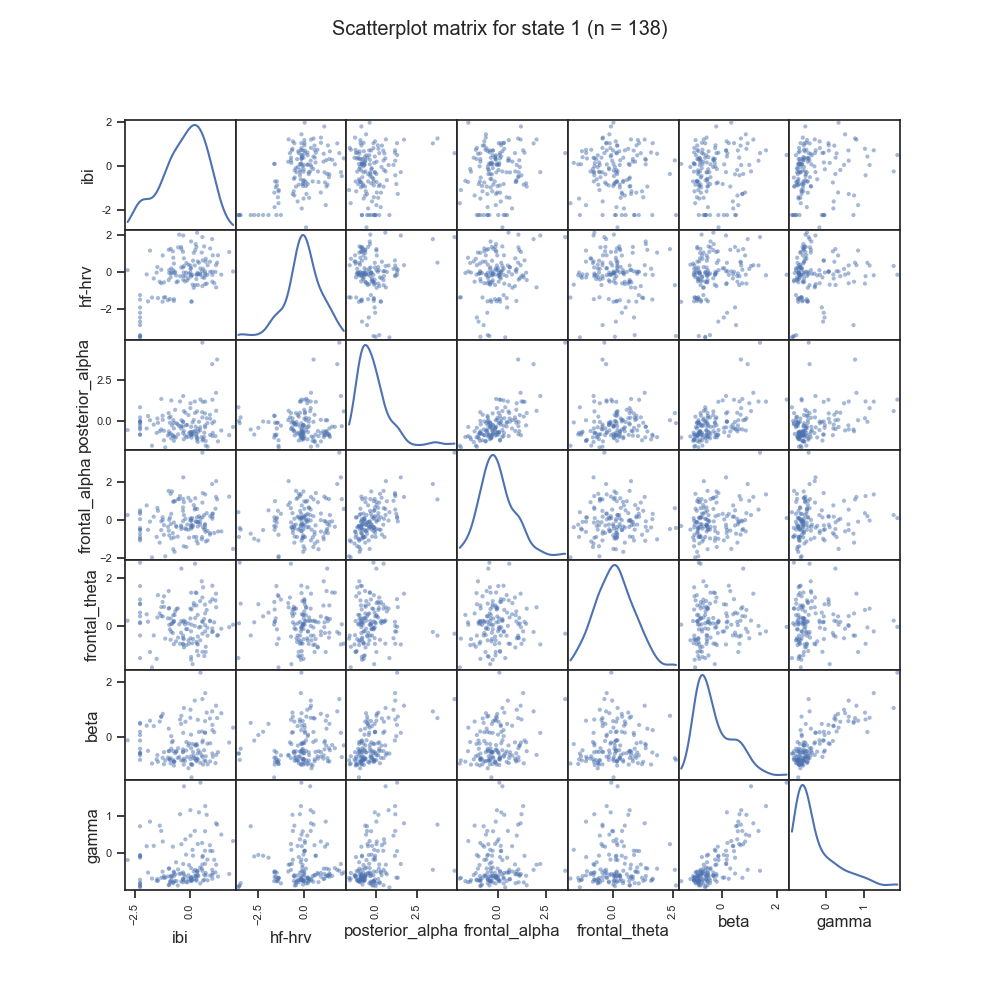 Scatterplot matrix for state 1 (n = 138)
2
0
-2
ibi
2
0
−2
hf-hrv
2.5
0.0
posterior_alpha
2
0
−2
frontal_alpha
2
0
frontal_theta
2
0
beta
1
0
gamma
−2.5 0.0 −2.5 0.0 0.0 2.5 0.0 2.5 0.0 2.5 0 2 0 1
ibi hf-hrv posterior_alpha frontal_alpha frontal_theta beta gamma